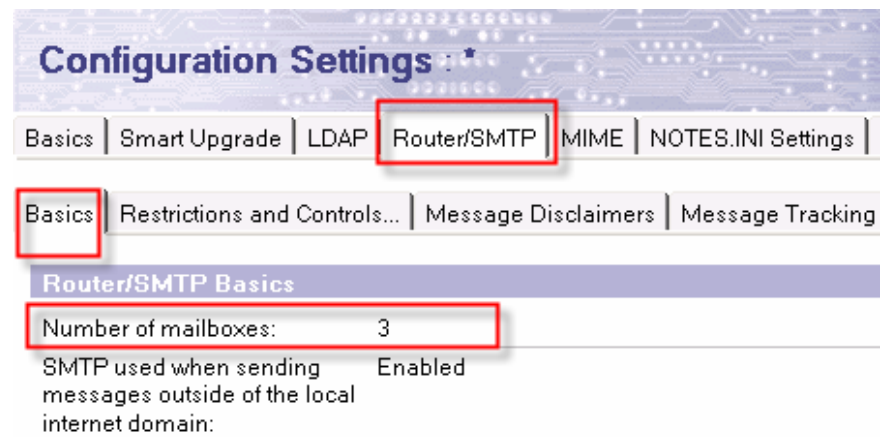 Configuration Settings : *
Basics Smart Upgrade LDAP Router/SMTP MIME NOTES.INI Settings
Basics Restrictions and Controls... Message Disclaimers Message Tracking
Router/SMTP Basics
Number of mailboxes: 3
SMTP used when sending Enabled
messages outside of the local
internet domain: